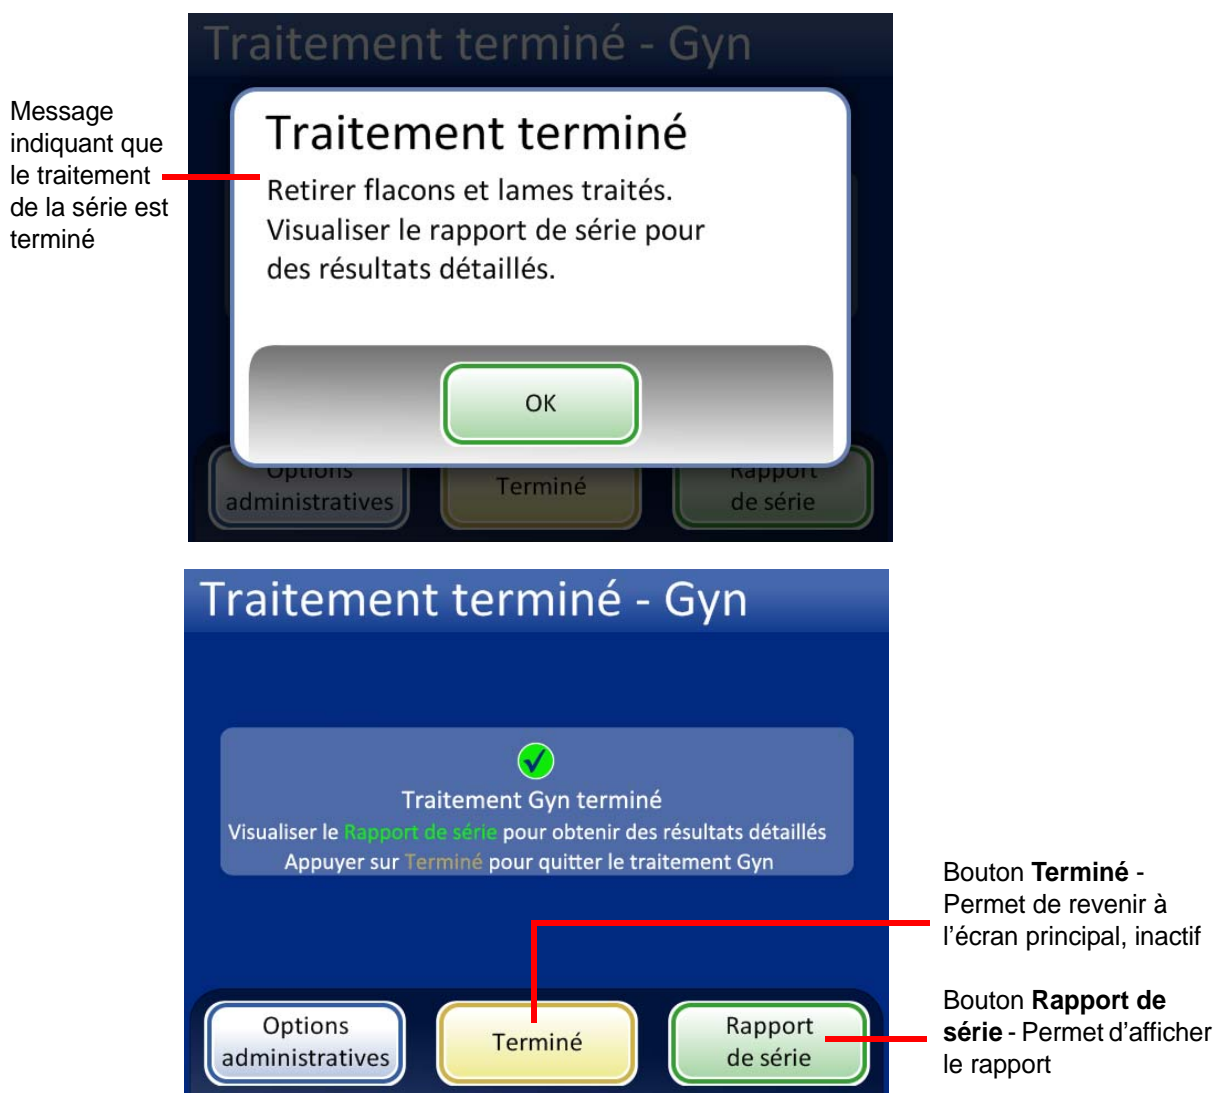 Traitement terminé - Gyn
Message
indiquant que
le traitement
de la série est
terminé
Traitement terminé
Retirer flacons et lames traités.
Visualiser le rapport de série pour
des résultats détaillés.
OK
Options
administratives
Terminé
Rapport
de série
Traitement terminé - Gyn
Traitement Gyn terminé
Visualiser le Rapport de série pour obtenir des résultats détaillés
Appuyer sur Terminé pour quitter le traitement Gyn
Bouton Terminé -
Permet de revenir à
l’écran principal, inactif
Bouton Rapport de
série - Permet d’afficher
le rapport
Options
administratives
Terminé
Rapport
de série